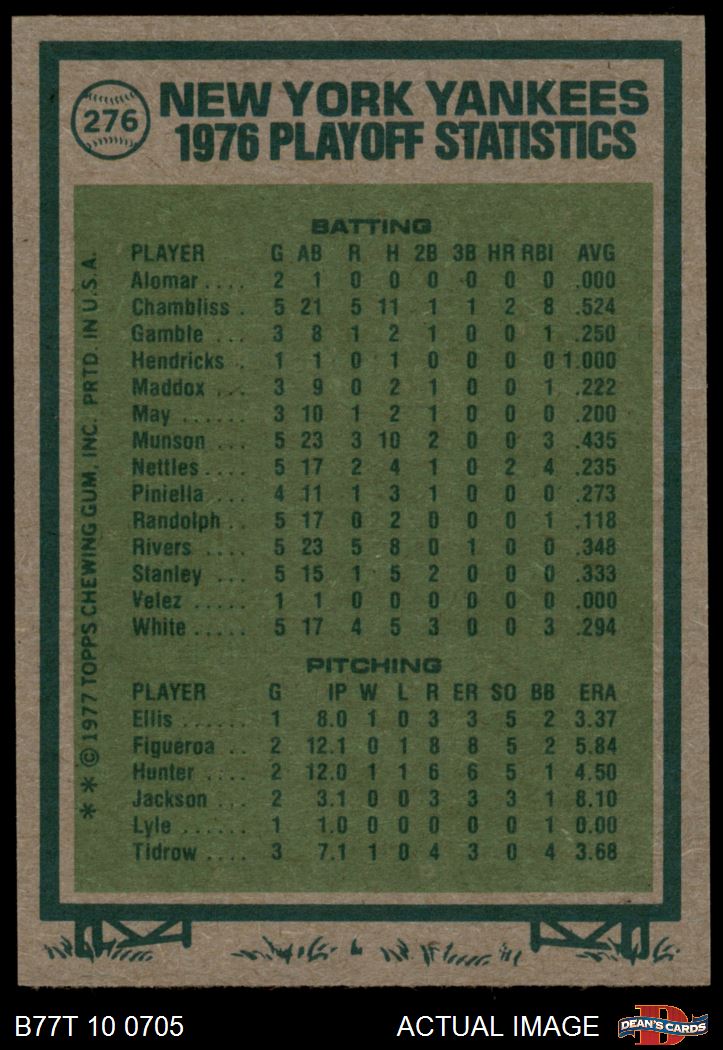 276
NEW YORK YANKEES
1976 PLAYOFF STATISTICS
BATTING
PLAYER G AB R H 2B 3B HR RBI AVG
Alomar .... 2 1 0 0 0 0 0 0 .000
Chambliss . 5 21 5 11 1 1 2 8 .524
Gamble ... 3 8 1 2 1 0 0 1 .250
Hendricks . 1 1 0 1 0 0 0 0 1.000
Maddox ... 3 9 0 2 1 0 0 1 .222
May ...... 3 10 1 2 1 0 0 0 .200
Munson ... 5 23 3 10 2 0 0 3 .435
Nettles .... 5 17 2 4 1 0 2 4 .235
Piniella .... 4 11 1 3 1 0 0 0 .273
Randolph .. 5 17 0 2 0 0 0 1 .118
Rivers .... 5 23 5 8 0 1 0 0 .348
Stanley ... 5 15 1 5 2 0 0 0 .333
Velez ..... 1 1 0 0 0 0 0 0 .000
White ..... 5 17 4 5 3 0 0 3 .294
PITCHING
PLAYER G IP W L R ER SO BB ERA
Ellis ...... 1 8.0 1 0 3 3 5 2 3.37
Figueroa .. 2 12.1 0 1 8 8 5 2 5.84
Hunter .... 2 12.0 1 1 6 6 5 1 4.50
Jackson ... 2 3.1 0 0 3 3 3 1 8.10
Lyle ...... 1 1.0 0 0 0 0 0 1 0.00
Tidrow .... 3 7.1 1 0 4 3 0 4 3.68
* * © 1977 TOPPS CHEWING GUM, INC. PRTD. IN U.S.A.
B77T 10 0705 ACTUAL IMAGE
D
DEAN'S CARDS